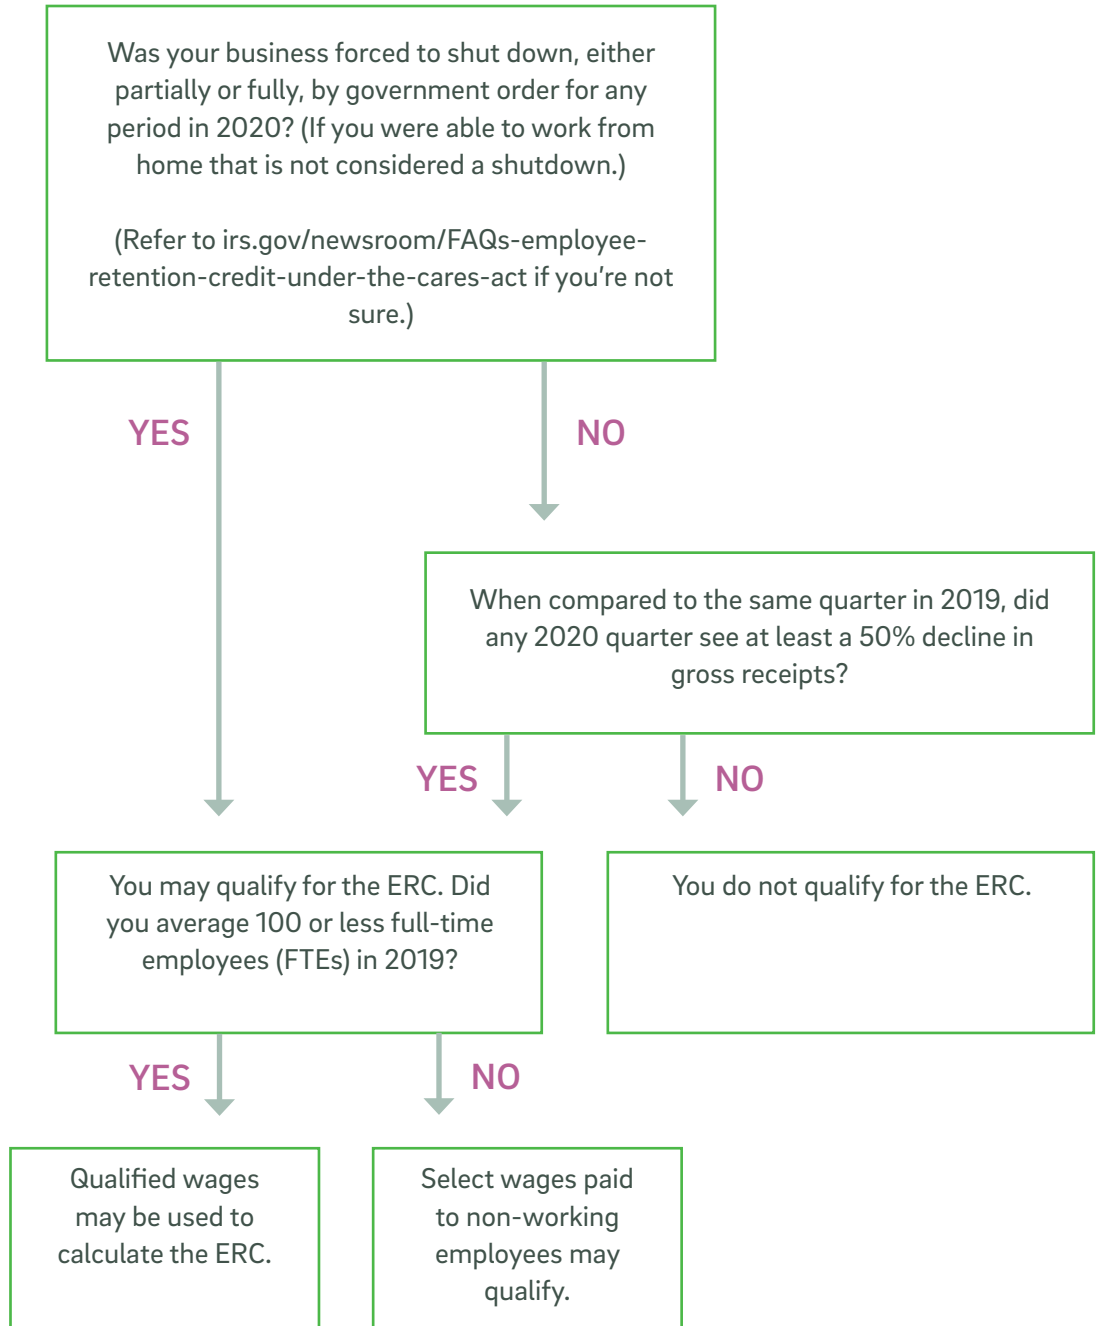 Was your business forced to shut down, either
partially or fully, by government order for any
period in 2020? (If you were able to work from
home that is not considered a shutdown.)
(Refer to irs.gov/newsroom/FAQs-employee-
retention-credit-under-the-cares-act if you’re not
sure.)
YES
NO
When compared to the same quarter in 2019, did
any 2020 quarter see at least a 50% decline in
gross receipts?
YES
NO
You may qualify for the ERC. Did
you average 100 or less full-time
employees (FTEs) in 2019?
You do not qualify for the ERC.
YES
NO
Qualified wages
may be used to
calculate the ERC.
Select wages paid
to non-working
employees may
qualify.